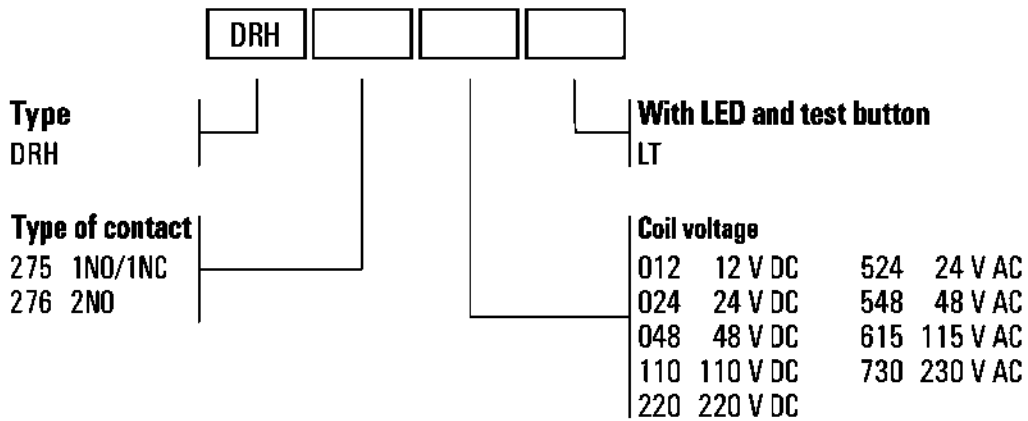 DRH
Type
DRH
With LED and test button
LT
Type of contact
275 1NO/1NC
276 2NO
Coil voltage
012 12 V DC 524 24 V AC
024 24 V DC 548 48 V AC
048 48 V DC 615 115 V AC
110 110 V DC 730 230 V AC
220 220 V DC